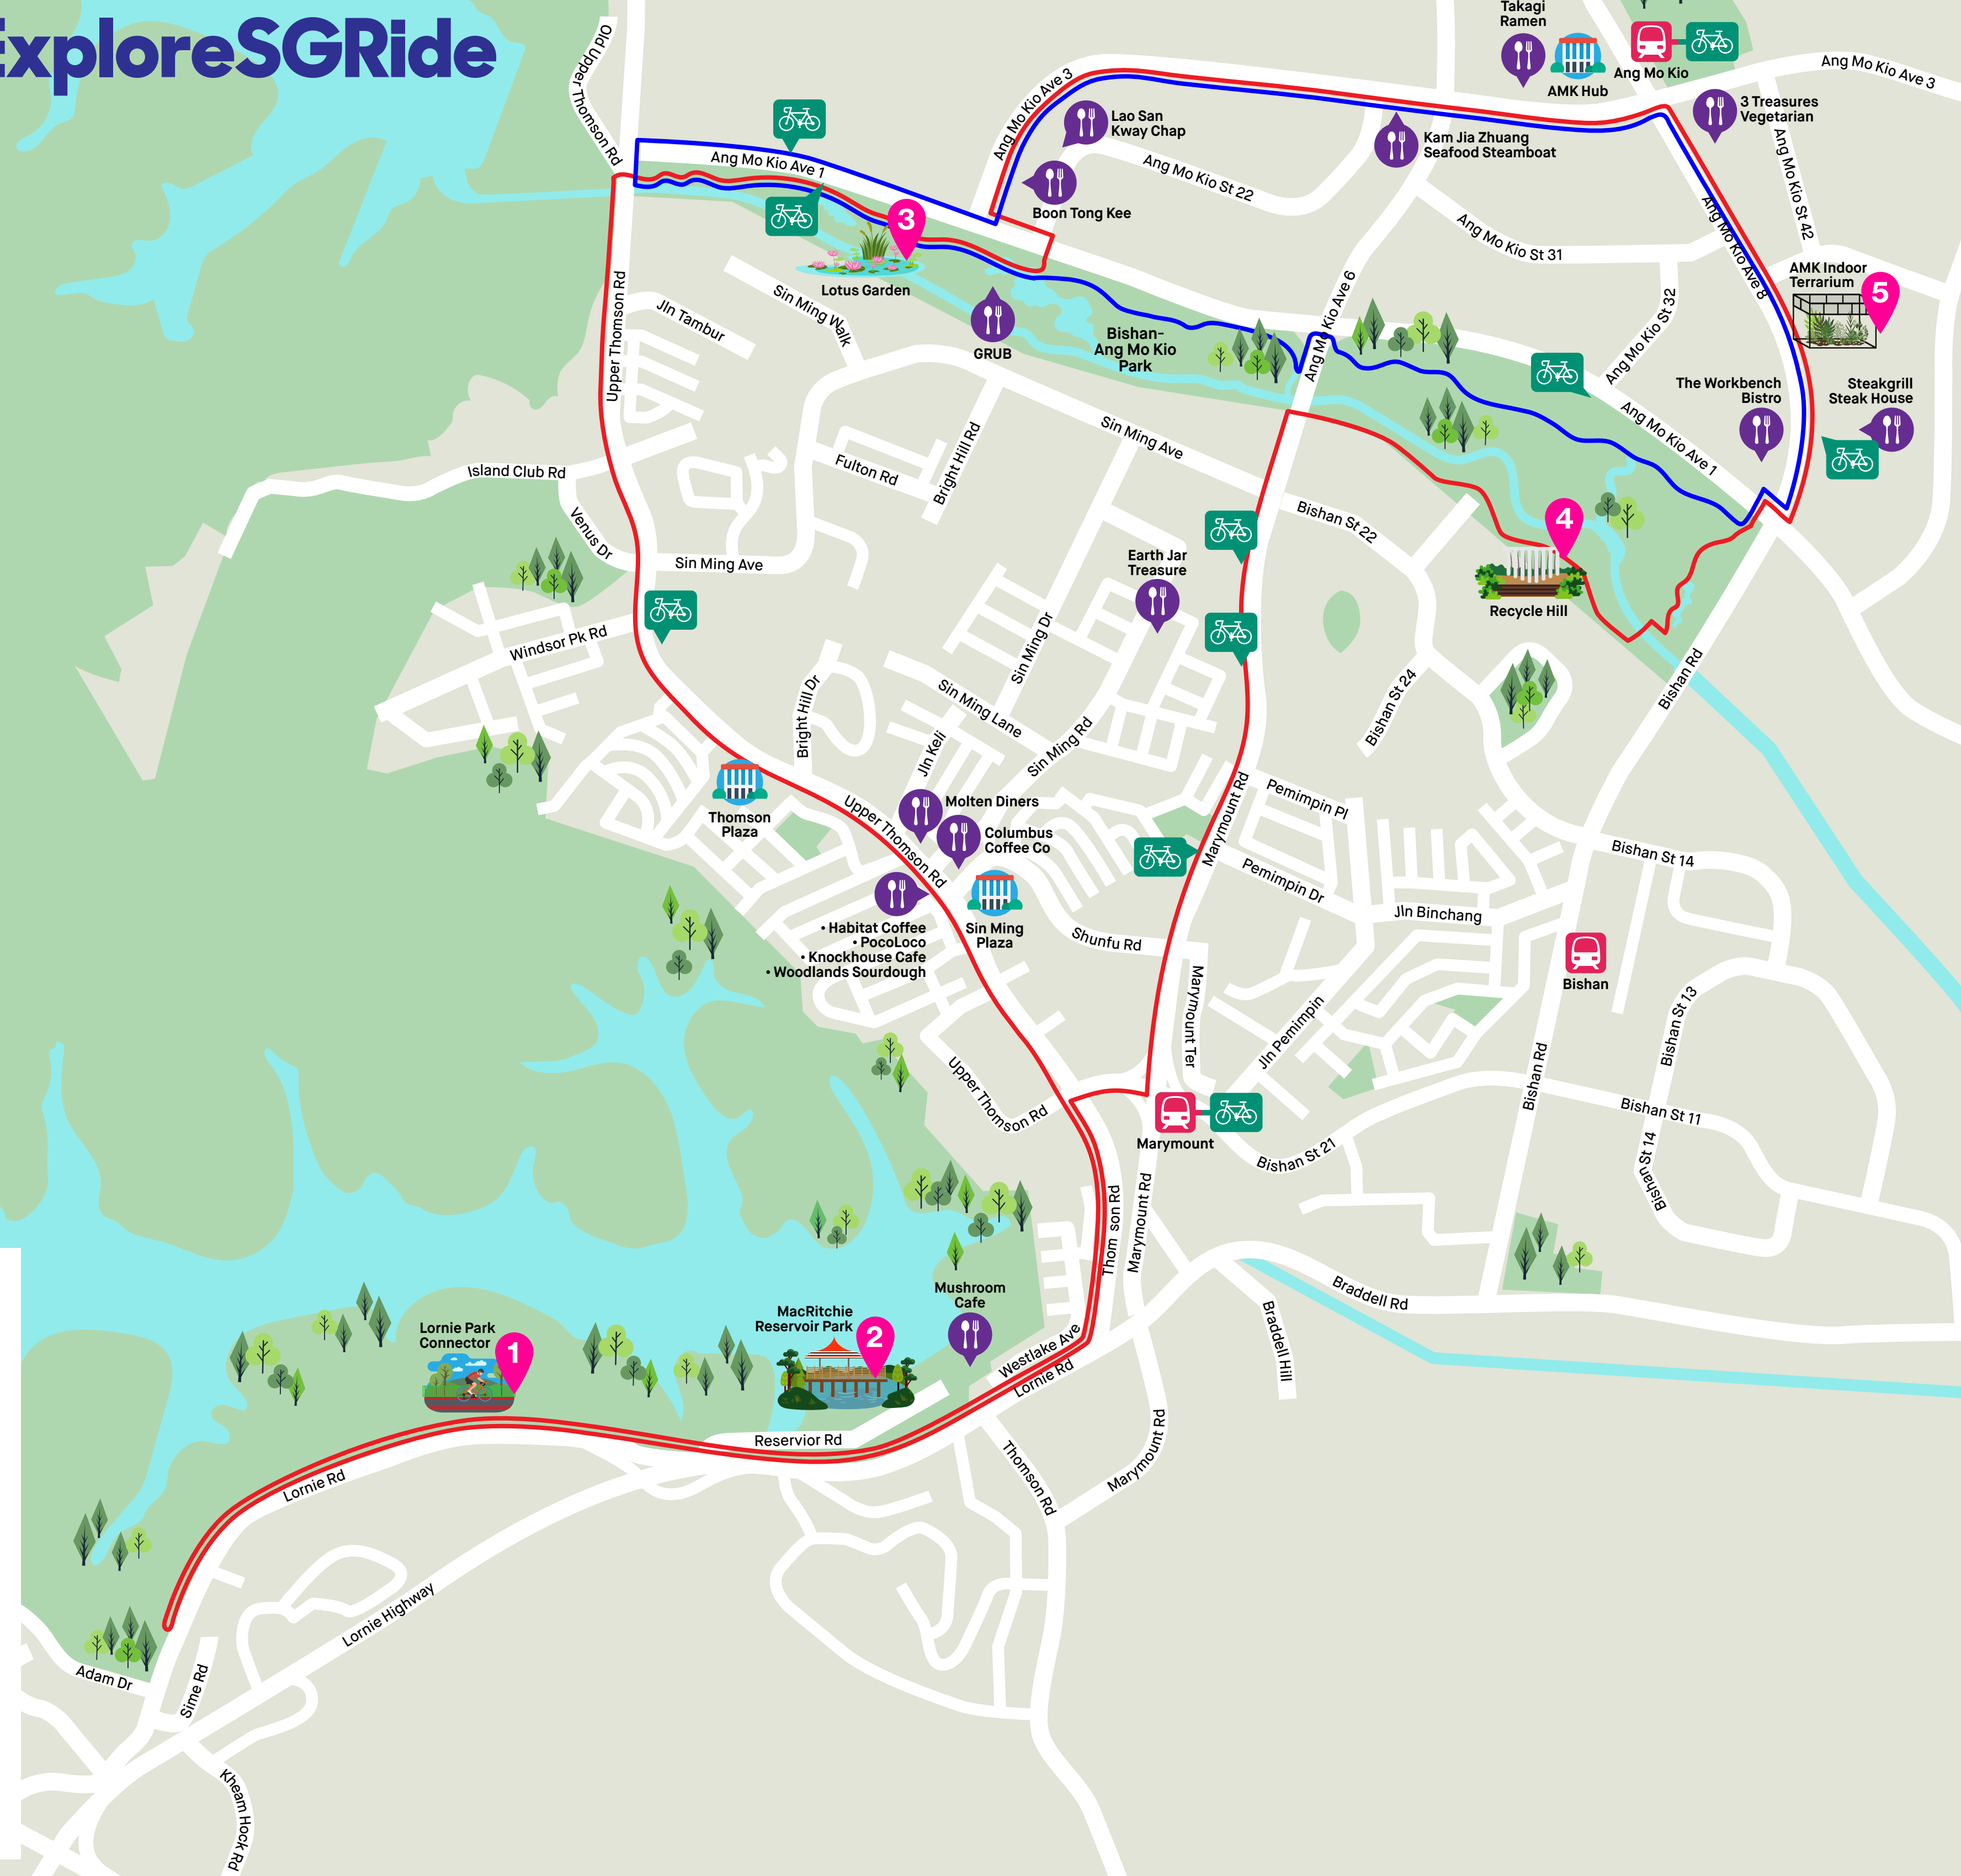 ExploreSGRide
Old Upper Thomson Rd
Takagi
Ramen
AMK Hub
Ang Mo Kio
Ang Mo Kio Ave 3
3 Treasures
Vegetarian
Ang Mo Kio Ave 3
Lao San
Kway Chap
Kam Jia Zhuang
Seafood Steamboat
Ang Mo Kio St 42
Ang Mo Kio Ave 1
Ang Mo Kio St 22
Boon Tong Kee
Ang Mo Kio St 31
Ang Mo Kio Ave 8
3
Lotus Garden
AMK Indoor
Terrarium
5
Upper Thomson Rd
Jln Tambur
Sin Ming Walk
GRUB
Bishan-
Ang Mo Kio
Park
Ang Mo Kio Ave 6
Ang Mo Kio St 32
The Workbench
Bistro
Steakgrill
Steak House
Ang Mo Kio Ave 1
Island Club Rd
Fulton Rd
Bright Hill Rd
Sin Ming Ave
Venus Dr
Sin Ming Ave
Bishan St 22
4
Recycle Hill
Earth Jar
Treasure
Windsor Pk Rd
Sin Ming Dr
Bright Hill Dr
Sin Ming Lane
Jln Keli
Sin Ming Rd
Bishan St 24
Bishan Rd
Thomson
Plaza
Upper Thomson Rd
Molten Diners
Columbus
Coffee Co
Marymount Rd
Pemimpin Pl
Pemimpin Dr
Bishan St 14
• Habitat Coffee
• PocoLoco
• Knockhouse Cafe
• Woodlands Sourdough
Sin Ming
Plaza
Shunfu Rd
Jln Binchang
Bishan
Marymount Ter
Jln Pemimpin
Bishan St 13
Upper Thomson Rd
Marymount
Bishan St 21
Bishan Rd
Bishan St 11
Bishan St 14
Thom son Rd
Marymount Rd
Braddell Rd
Braddell Hill
Mushroom
Cafe
MacRitchie
Reservoir Park
2
Lornie Park
Connector
1
Westlake Ave
Lornie Rd
Reservior Rd
Thomson Rd
Marymount Rd
Lornie Rd
Lornie Highway
Adam Dr
Sime Rd
Kheam Hock Rd